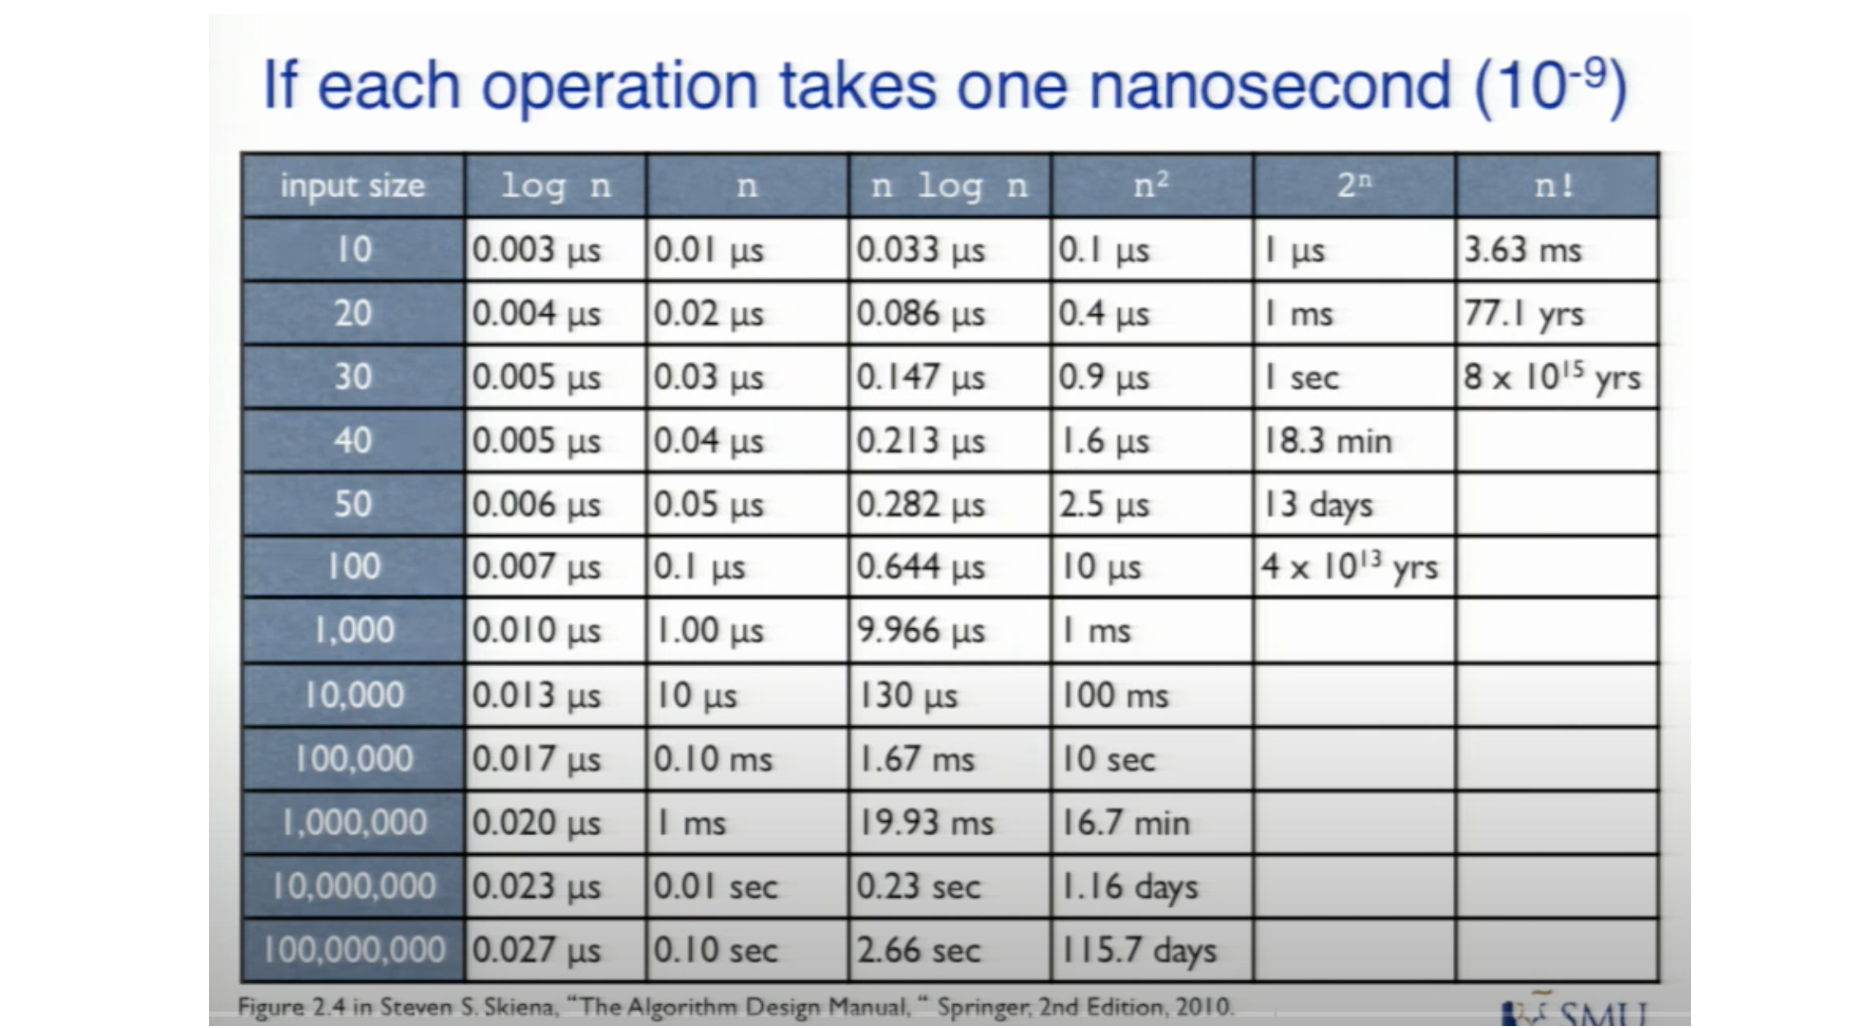 If each operation takes one nanosecond (10⁻⁹)
input size log n n n log n n² 2ⁿ n!
10 0.003 µs 0.01 µs 0.033 µs 0.1 µs 1 µs 3.63 ms
20 0.004 µs 0.02 µs 0.086 µs 0.4 µs 1 ms 77.1 yrs
30 0.005 µs 0.03 µs 0.147 µs 0.9 µs 1 sec 8 x 10¹⁵ yrs
40 0.005 µs 0.04 µs 0.213 µs 1.6 µs 18.3 min
50 0.006 µs 0.05 µs 0.282 µs 2.5 µs 13 days
100 0.007 µs 0.1 µs 0.644 µs 10 µs 4 x 10¹³ yrs
1,000 0.010 µs 1.00 µs 9.966 µs 1 ms
10,000 0.013 µs 10 µs 130 µs 100 ms
100,000 0.017 µs 0.10 ms 1.67 ms 10 sec
1,000,000 0.020 µs 1 ms 19.93 ms 16.7 min
10,000,000 0.023 µs 0.01 sec 0.23 sec 1.16 days
100,000,000 0.027 µs 0.10 sec 2.66 sec 115.7 days
Figure 2.4 in Steven S. Skiena, “The Algorithm Design Manual,“ Springer, 2nd Edition, 2010.
SMU